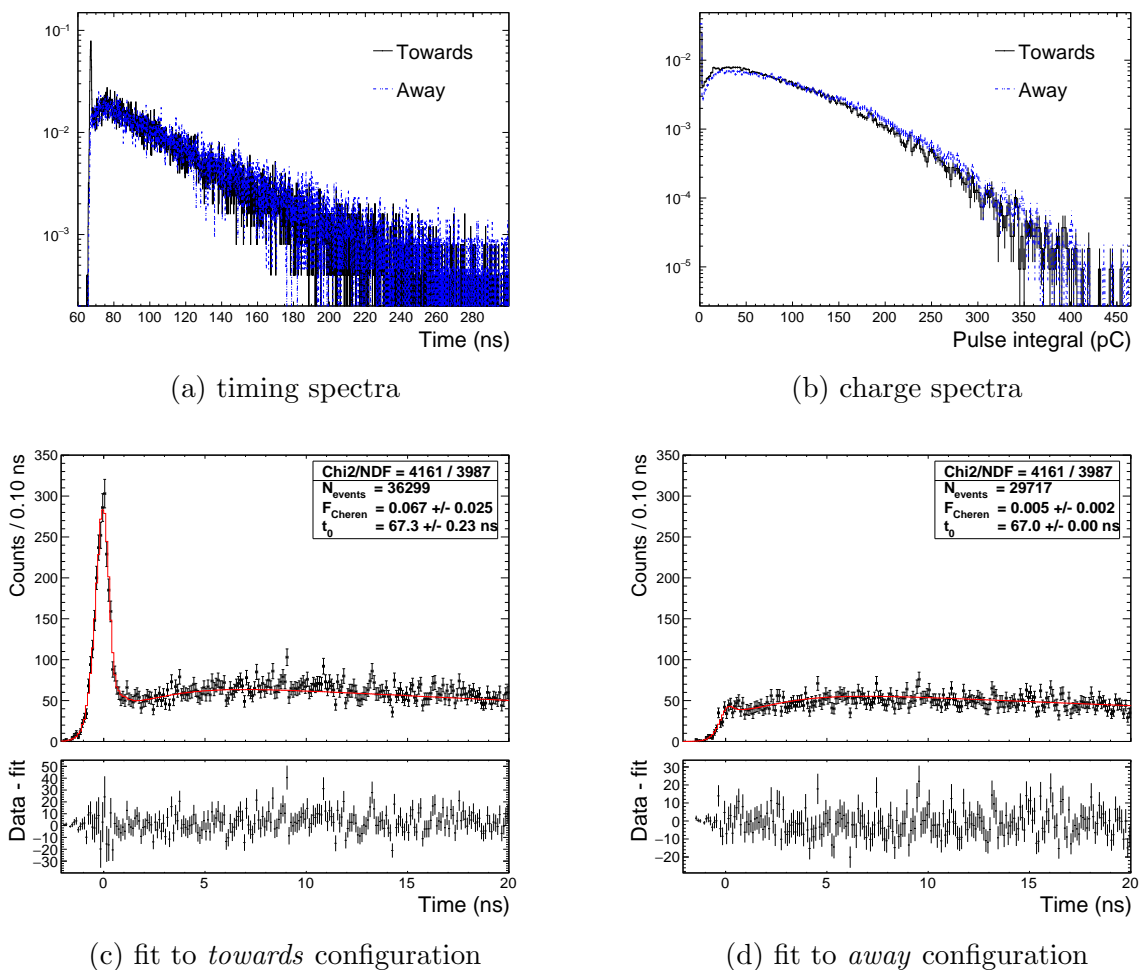 10⁻¹
10⁻²
10⁻³
Towards
Away
60 80 100 120 140 160 180 200 220 240 260 280
Time (ns)
(a) timing spectra
10⁻²
10⁻³
10⁻⁴
10⁻⁵
Towards
Away
0 50 100 150 200 250 300 350 400 450
Pulse integral (pC)
(b) charge spectra
Counts / 0.10 ns
350
300
250
200
150
100
50
0
Chi2/NDF = 4161 / 3987
N_events = 36299
F_Cheren = 0.067 +/- 0.025
t_0 = 67.3 +/- 0.23 ns
Data - fit
50
40
30
20
10
0
−10
−20
−30
0 5 10 15 20
Time (ns)
(c) fit to towards configuration
Counts / 0.10 ns
350
300
250
200
150
100
50
0
Chi2/NDF = 4161 / 3987
N_events = 29717
F_Cheren = 0.005 +/- 0.002
t_0 = 67.0 +/- 0.00 ns
Data - fit
30
20
10
0
−10
−20
0 5 10 15 20
Time (ns)
(d) fit to away configuration